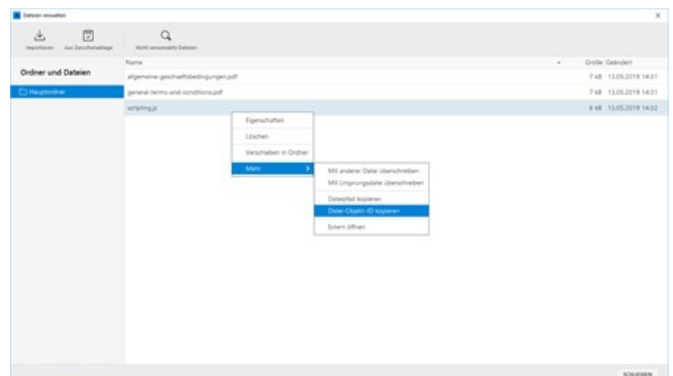 Dateien verwalten
Importieren Aus Zwischenablage Nicht verwendete Dateien
Ordner und Dateien
Hauptordner
Name Größe Geändert
allgemeine-geschaeftsbedingungen.pdf 7 kB 13.05.2019 14:31
general-terms-and-conditions.pdf 7 kB 13.05.2019 14:31
scripting.js 6 kB 13.05.2019 14:32
Eigenschaften
Löschen
Verschieben in Ordner
Mehr
Mit anderer Datei überschreiben
Mit Ursprungsdatei überschreiben
Dateipfad kopieren
Datei-Objekt-ID kopieren
Extern öffnen
SCHLIESSEN